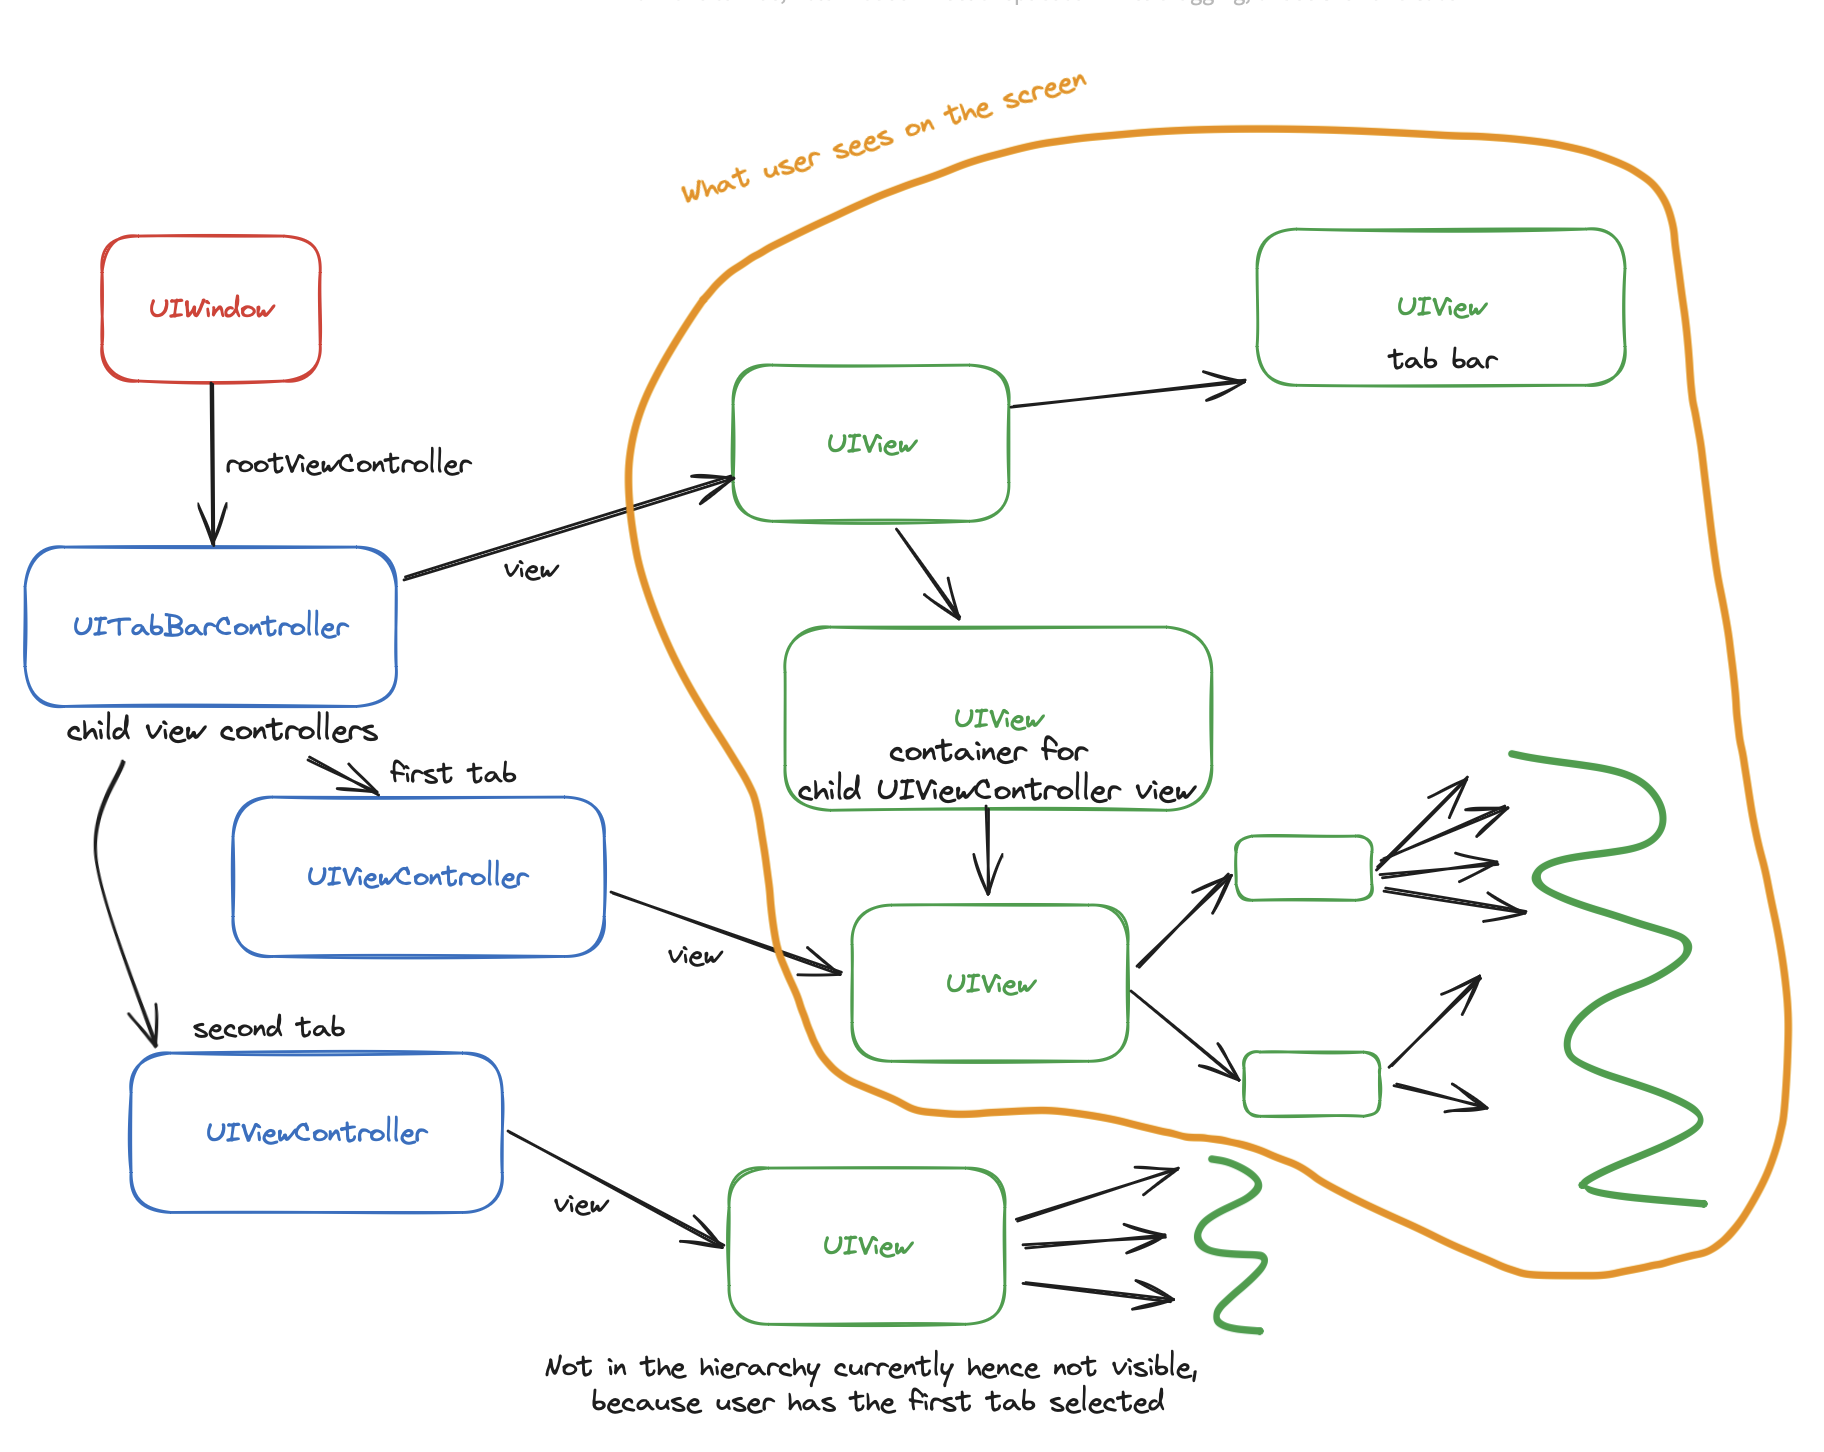 What user sees on the screen
UIWindow
UIView
tab bar
UIView
rootViewController
view
UITabBarController
child view controllers
UIView
container for
child UIViewController view
first tab
UIViewController
view
UIView
second tab
UIViewController
view
UIView
Not in the hierarchy currently hence not visible,
because user has the first tab selected